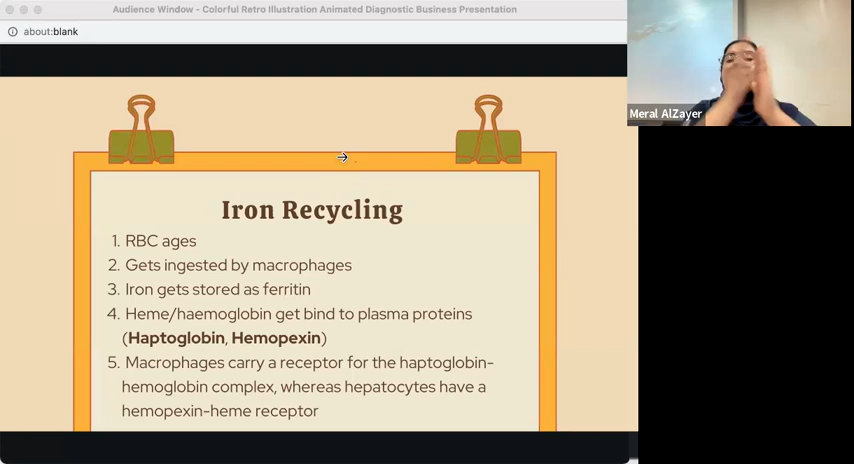 Audience Window - Colorful Retro Illustration Animated Diagnostic Business Presentation
about:blank
Meral AlZayer
Iron Recycling
1. RBC ages
2. Gets ingested by macrophages
3. Iron gets stored as ferritin
4. Heme/haemoglobin get bind to plasma proteins
(Haptoglobin, Hemopexin)
5. Macrophages carry a receptor for the haptoglobin-
hemoglobin complex, whereas hepatocytes have a
hemopexin-heme receptor